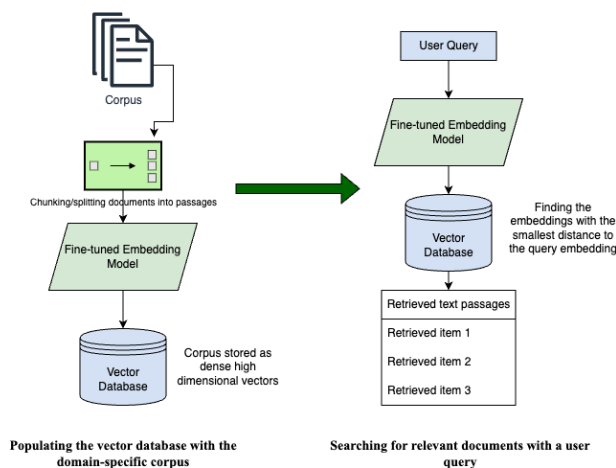 Corpus
Chunking/splitting documents into passages
Fine-tuned Embedding
Model
Vector
Database
Corpus stored as
dense high
dimensional vectors
Populating the vector database with the
domain-specific corpus
User Query
Fine-tuned Embedding
Model
Vector
Database
Finding the
embeddings with the
smallest distance to
the query embedding
Retrieved text passages
Retrieved item 1
Retrieved item 2
Retrieved item 3
Searching for relevant documents with a user
query